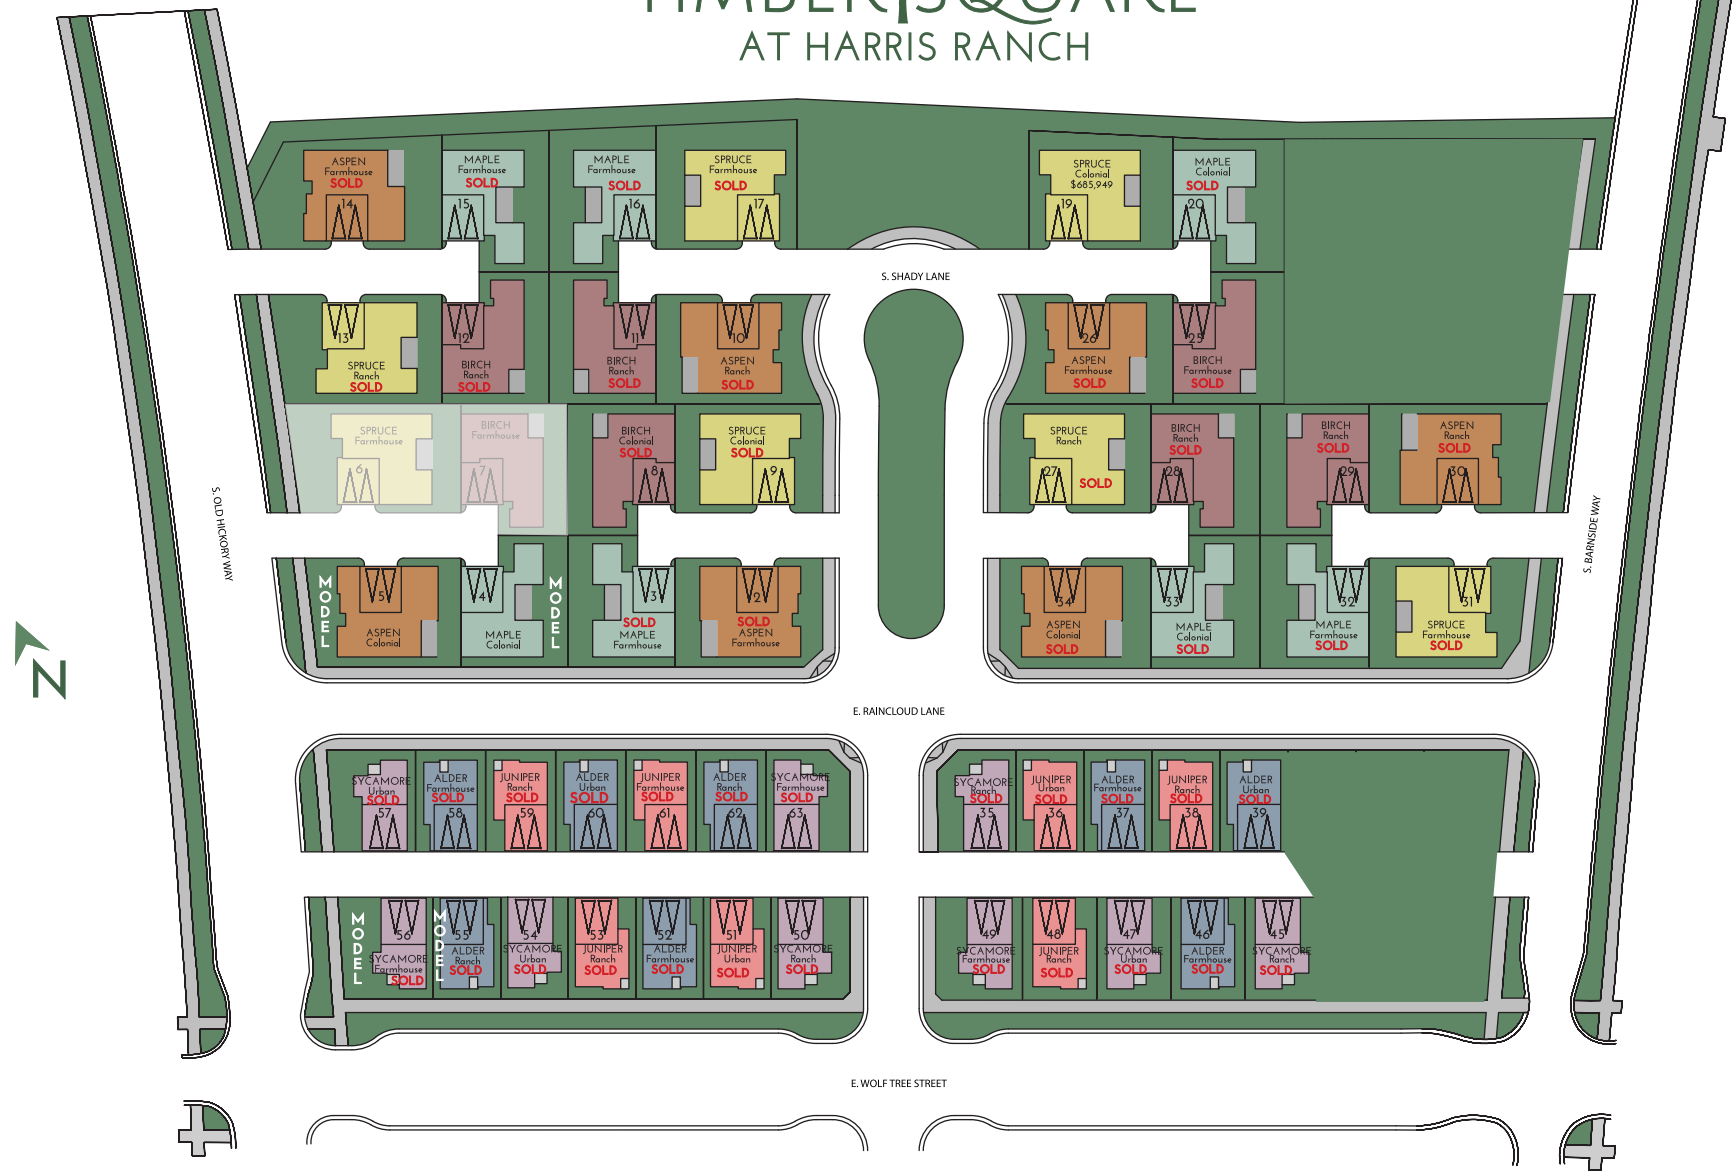 TIMBER SQUARE
AT HARRIS RANCH
ASPEN
Farmhouse
SOLD
14
MAPLE
Farmhouse
SOLD
15
MAPLE
Farmhouse
SOLD
16
SPRUCE
Farmhouse
SOLD
17
SPRUCE
Colonial
$685,949
19
MAPLE
Colonial
SOLD
20
S. SHADY LANE
13
SPRUCE
Ranch
SOLD
12
BIRCH
Ranch
SOLD
11
BIRCH
Ranch
SOLD
10
ASPEN
Ranch
SOLD
26
ASPEN
Farmhouse
SOLD
25
BIRCH
Farmhouse
SOLD
SPRUCE
Farmhouse
6
BIRCH
Farmhouse
7
BIRCH
Colonial
SOLD
8
SPRUCE
Colonial
SOLD
9
SPRUCE
Ranch
27
SOLD
BIRCH
Ranch
SOLD
28
BIRCH
Ranch
SOLD
29
ASPEN
Ranch
SOLD
30
S. OLD HICKORY WAY
S. BARNSIDE WAY
MODEL
5
ASPEN
Colonial
4
MAPLE
Colonial
MODEL
3
SOLD
MAPLE
Farmhouse
2
SOLD
ASPEN
Farmhouse
34
ASPEN
Colonial
SOLD
33
MAPLE
Colonial
SOLD
32
MAPLE
Farmhouse
SOLD
31
SPRUCE
Farmhouse
SOLD
N
E. RAINCLOUD LANE
SYCAMORE
Urban
SOLD
57
ALDER
Farmhouse
SOLD
58
JUNIPER
Ranch
SOLD
59
ALDER
Urban
SOLD
60
JUNIPER
Farmhouse
SOLD
61
ALDER
Ranch
SOLD
62
SYCAMORE
Farmhouse
SOLD
63
SYCAMORE
Ranch
SOLD
35
JUNIPER
Urban
SOLD
36
ALDER
Farmhouse
SOLD
37
JUNIPER
Ranch
SOLD
38
ALDER
Urban
SOLD
39
MODEL
56
SYCAMORE
Farmhouse
SOLD
MODEL
55
ALDER
Ranch
SOLD
54
SYCAMORE
Urban
SOLD
53
JUNIPER
Ranch
SOLD
52
ALDER
Farmhouse
SOLD
51
JUNIPER
Urban
SOLD
50
SYCAMORE
Ranch
SOLD
49
SYCAMORE
Farmhouse
SOLD
48
JUNIPER
Ranch
SOLD
47
SYCAMORE
Urban
SOLD
46
ALDER
Farmhouse
SOLD
45
SYCAMORE
Ranch
SOLD
E. WOLF TREE STREET